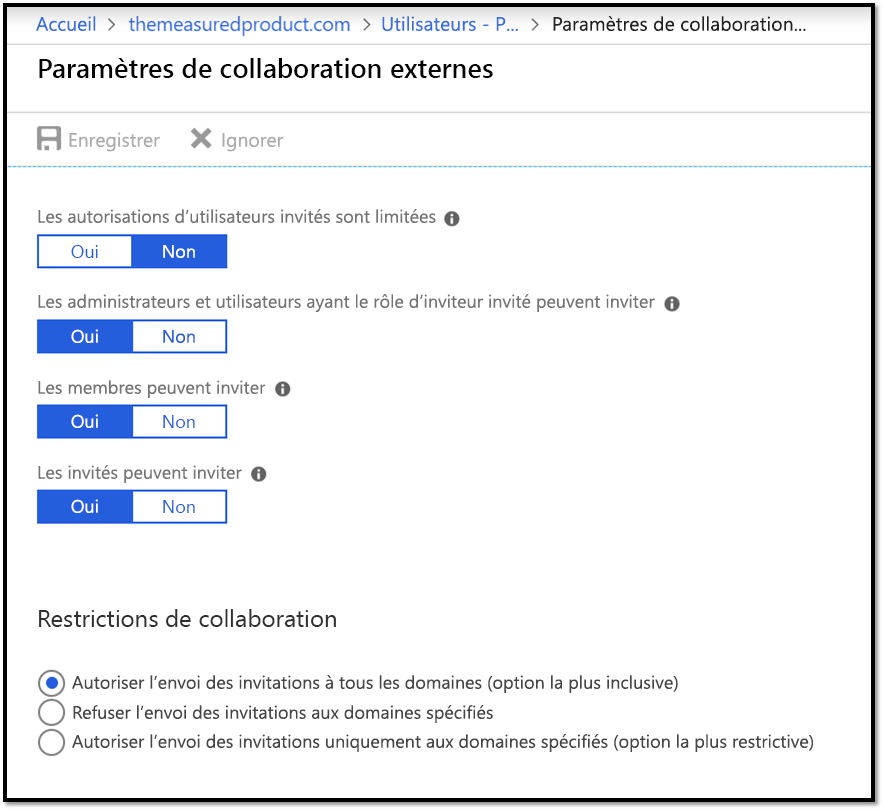 Accueil > themeasuredproduct.com > Utilisateurs - P... > Paramètres de collaboration...
Paramètres de collaboration externes
Enregistrer Ignorer
Les autorisations d’utilisateurs invités sont limitées
Oui Non
Les administrateurs et utilisateurs ayant le rôle d’inviteur invité peuvent inviter
Oui Non
Les membres peuvent inviter
Oui Non
Les invités peuvent inviter
Oui Non
Restrictions de collaboration
Autoriser l’envoi des invitations à tous les domaines (option la plus inclusive)
Refuser l’envoi des invitations aux domaines spécifiés
Autoriser l’envoi des invitations uniquement aux domaines spécifiés (option la plus restrictive)